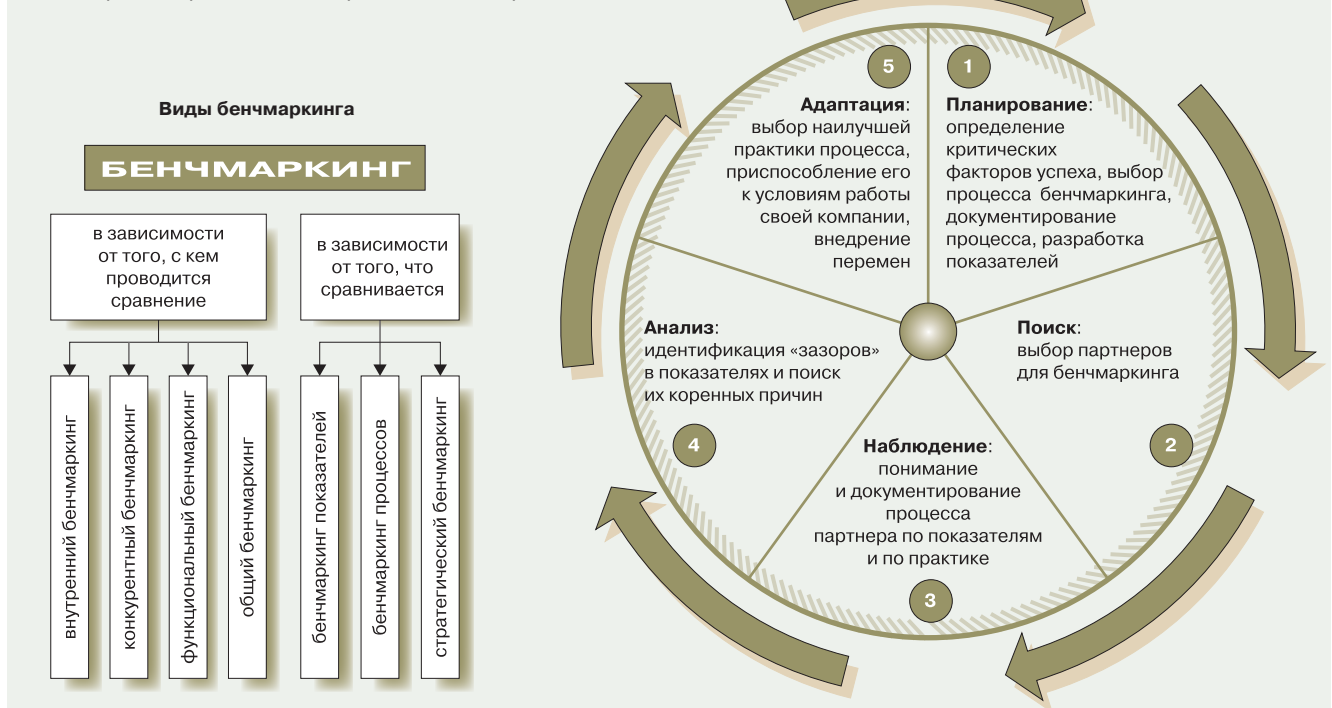 Виды бенчмаркинга
БЕНЧМАРКИНГ
в зависимости
от того, с кем
проводится
сравнение
в зависимости
от того, что
сравнивается
внутренний бенчмаркинг
конкурентный бенчмаркинг
функциональный бенчмаркинг
общий бенчмаркинг
бенчмаркинг показателей
бенчмаркинг процессов
стратегический бенчмаркинг
1
Планирование:
определение
критических
факторов успеха, выбор
процесса бенчмаркинга,
документирование
процесса, разработка
показателей
Поиск:
выбор партнеров
для бенчмаркинга
2
Наблюдение:
понимание
и документирование
процесса
партнера по показателям
и по практике
3
Анализ:
идентификация «зазоров»
в показателях и поиск
их коренных причин
4
5
Адаптация:
выбор наилучшей
практики процесса,
приспособление его
к условиям работы
своей компании,
внедрение
перемен